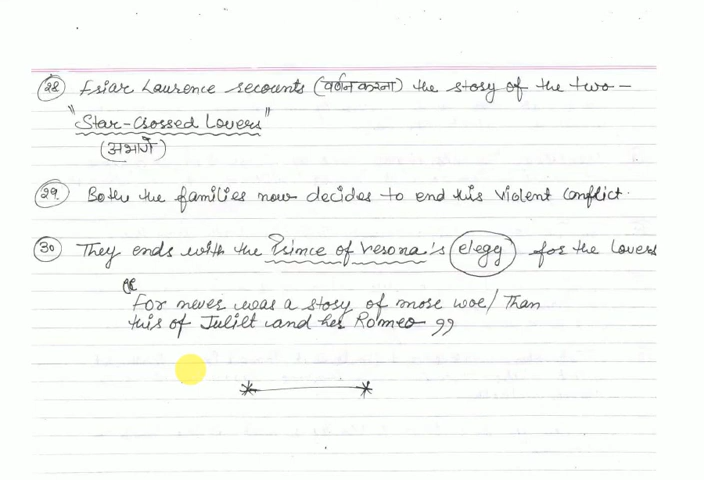 28 Friar Laurence recounts (वर्णन करना) the story of the two –
"Star-Crossed Lovers"
(अभागे)
29. Both the families now decides to end this violent conflict.
30 They ends with the Prince of Verona's elegy for the lovers
“ For never was a story of more woe/ Than
this of Juliet and her Romeo ”